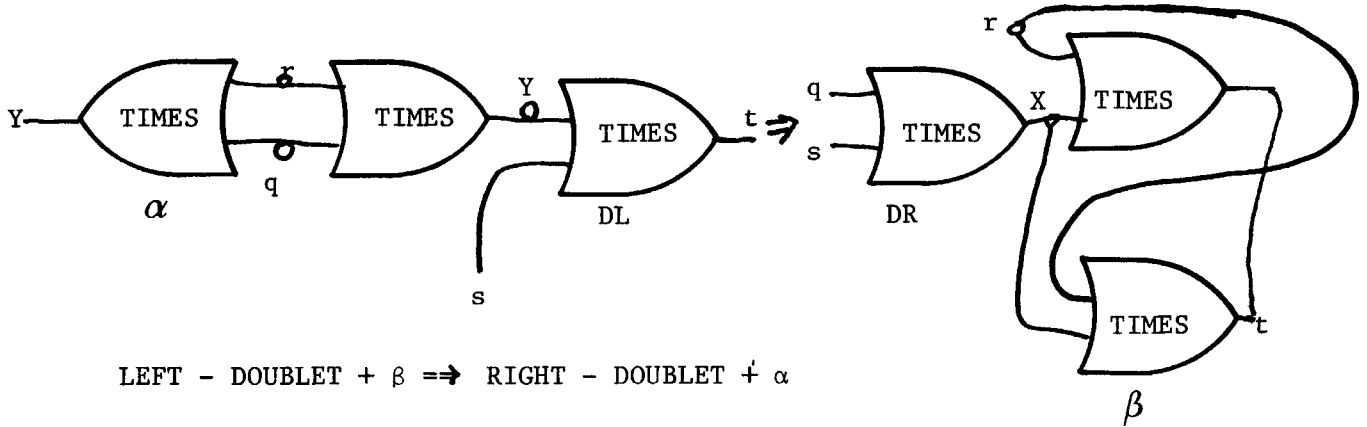 r
r
Y TIMES TIMES Y TIMES t ⇒ q TIMES X TIMES
s
q
α DL DR
s
TIMES t
LEFT - DOUBLET + β ⇒ RIGHT - DOUBLET + α
β